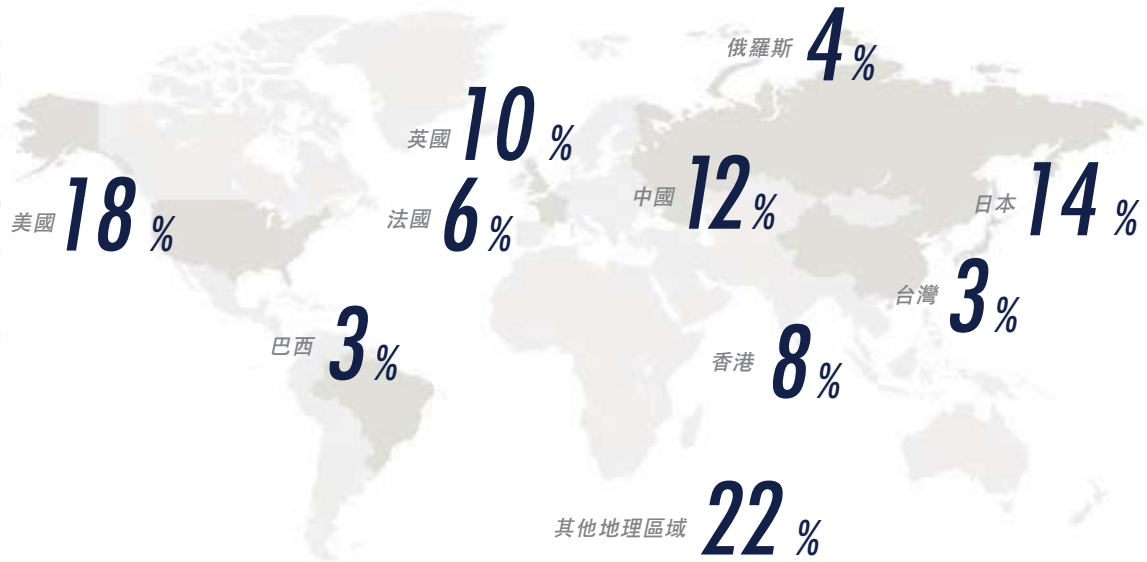 俄羅斯 4%
英國 10%
中國 12%
日本 14%
美國 18%
法國 6%
台灣 3%
巴西 3%
香港 8%
其他地理區域 22%